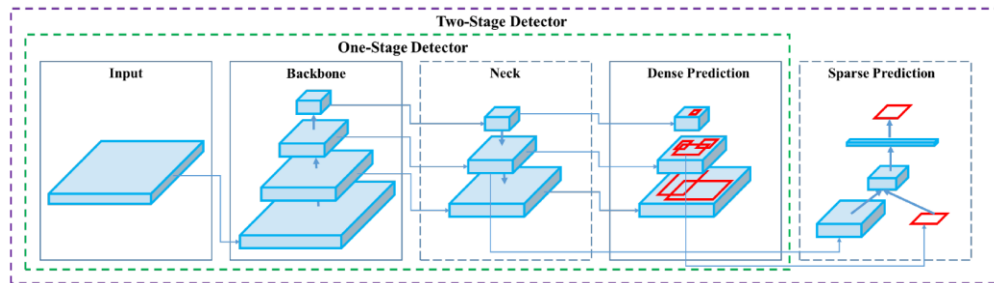 Two-Stage Detector
One-Stage Detector
Input
Backbone
Neck
Dense Prediction
Sparse Prediction